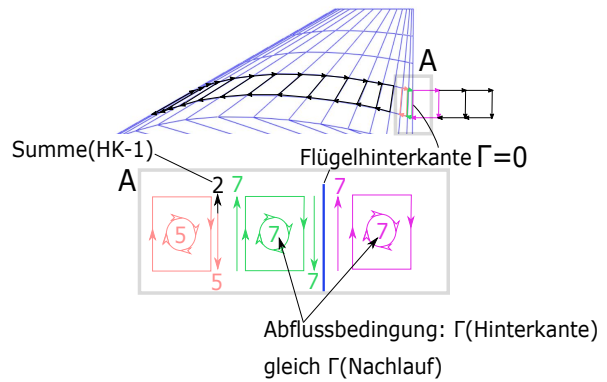 A
Summe(HK-1)
Flügelhinterkante Γ=0
A
2 7 7
5 7 7
5 7
Abflussbedingung: Γ(Hinterkante)
gleich Γ(Nachlauf)